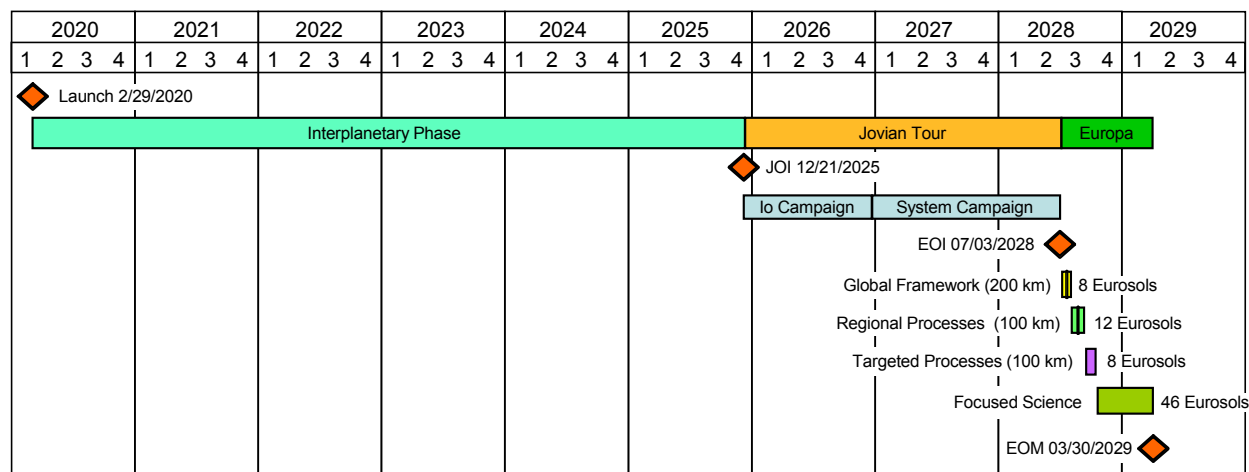 2020 2021 2022 2023 2024 2025 2026 2027 2028 2029
1 2 3 4 1 2 3 4 1 2 3 4 1 2 3 4 1 2 3 4 1 2 3 4 1 2 3 4 1 2 3 4 1 2 3 4 1 2 3 4
Launch 2/29/2020
Interplanetary Phase Jovian Tour Europa
JOI 12/21/2025
Io Campaign System Campaign
EOI 07/03/2028
Global Framework (200 km) 8 Eurosols
Regional Processes (100 km) 12 Eurosols
Targeted Processes (100 km) 8 Eurosols
Focused Science 46 Eurosols
EOM 03/30/2029